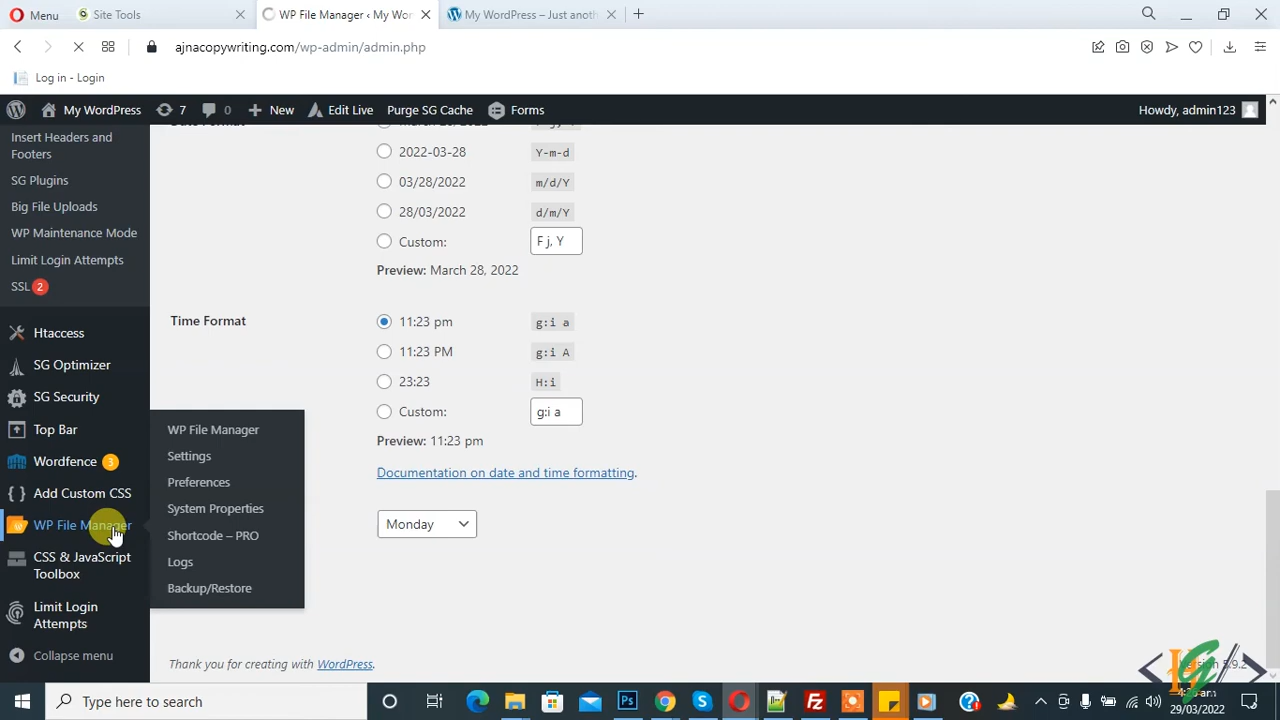 Menu
Site Tools
WP File Manager ‹ My Wor
My WordPress – Just anoth
ajnacopywriting.com/wp-admin/admin.php
Log in - Login
My WordPress 7 0 New Edit Live Purge SG Cache Forms Howdy, admin123
Insert Headers and
Footers
SG Plugins
Big File Uploads
WP Maintenance Mode
Limit Login Attempts
SSL 2
Htaccess
SG Optimizer
SG Security
Top Bar
Wordfence 3
Add Custom CSS
WP File Manager
CSS & JavaScript
Toolbox
Limit Login
Attempts
Collapse menu
WP File Manager
Settings
Preferences
System Properties
Shortcode – PRO
Logs
Backup/Restore
2022-03-28 Y-m-d
03/28/2022 m/d/Y
28/03/2022 d/m/Y
Custom: F j, Y
Preview: March 28, 2022
Time Format
11:23 pm g:i a
11:23 PM g:i A
23:23 H:i
Custom: g:i a
Preview: 11:23 pm
Documentation on date and time formatting.
Monday
Thank you for creating with WordPress.
Type here to search
29/03/2022